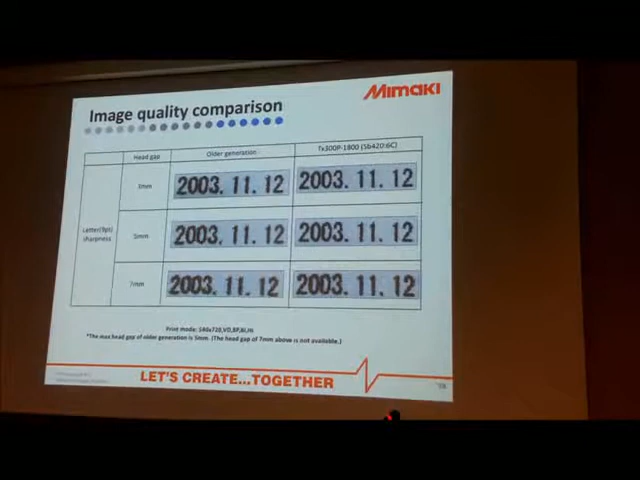 Mimaki
Image quality comparison
Head gap Older generation Tx300P-1800 (Sb420:6C)
Letter(8pt) sharpness
1mm 2003. 11. 12 2003. 11. 12
5mm 2003. 11. 12 2003. 11. 12
7mm 2003. 11. 12 2003. 11. 12
Print mode: 540x720,VD,8P,Bi,Hi
*The max head gap of older generation is 5mm. (The head gap of 7mm above is not available.)
LET'S CREATE...TOGETHER